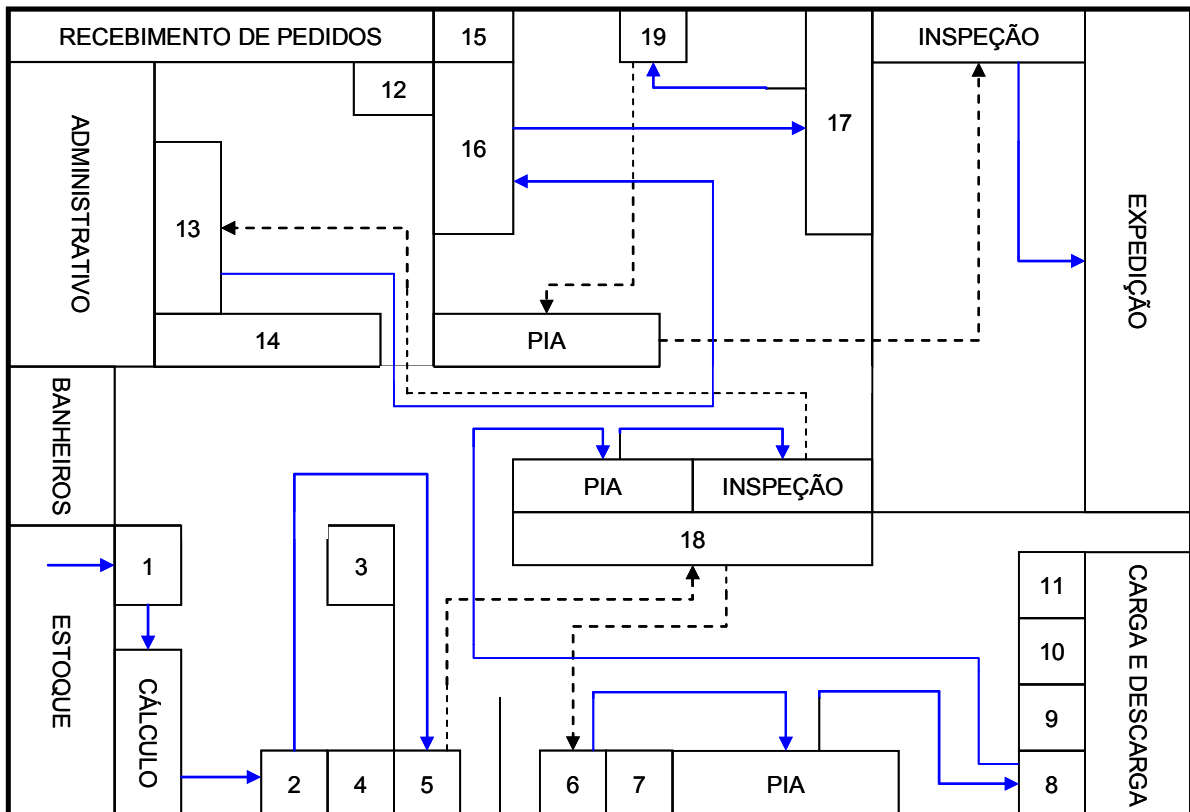 RECEBIMENTO DE PEDIDOS
15
19
INSPEÇÃO
12
16
17
ADMINISTRATIVO
13
14
PIA
EXPEDIÇÃO
BANHEIROS
PIA
INSPEÇÃO
18
1
3
ESTOQUE
CÁLCULO
2
4
5
6
7
PIA
11
10
9
8
CARGA E DESCARGA